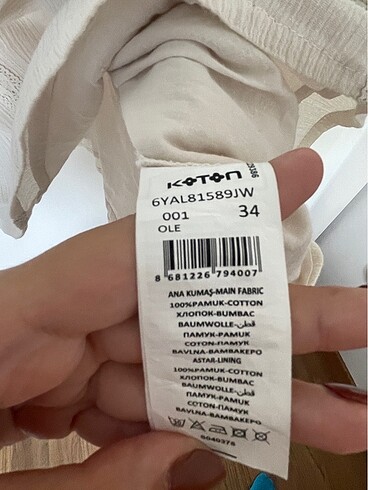 KOTON
6YAL81589JW
001 34
OLE
8 681226 794007
ANA KUMAŞ-MAIN FABRIC
100%PAMUK-COTTON
ХЛОПОК-BUMBAC
BAUMWOLLE-قطن
ПАМУК-PAMUK
COTON-ПАМУК
BAVLNA-BAMBAKEPO
ASTAR-LINING
100%PAMUK-COTTON
ХЛОПОК-BUMBAC
BAUMWOLLE-قطن
ПАМУК-PAMUK
COTON-ПАМУК
BAVLNA-BAMBAKEPO